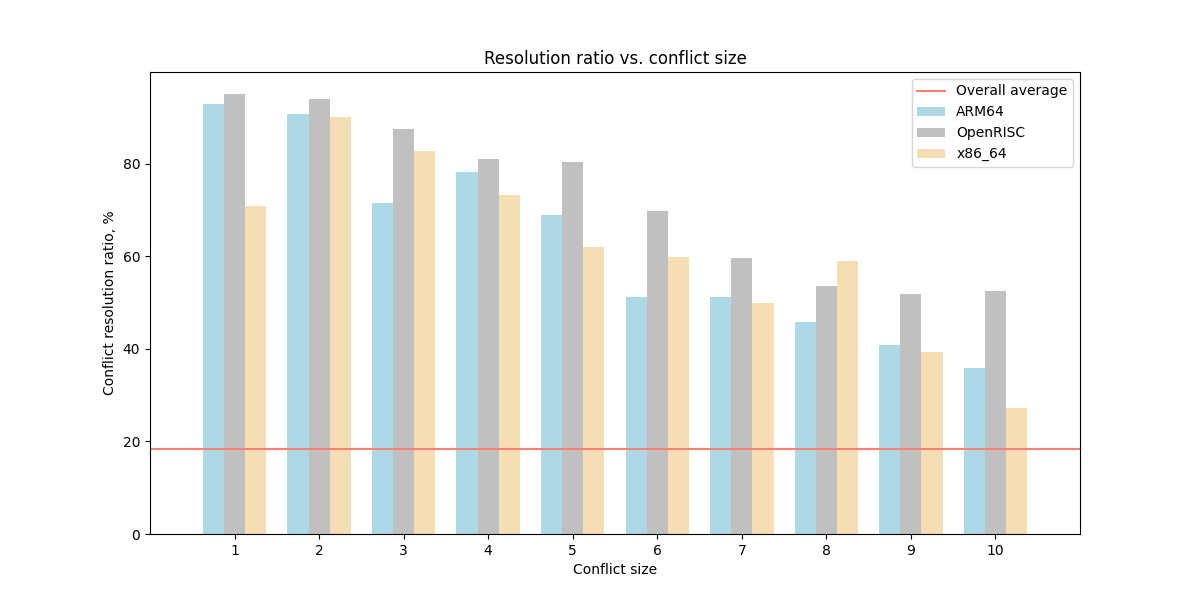 Resolution ratio vs. conflict size
Overall average
ARM64
OpenRISC
x86_64
Conflict resolution ratio, %
80
60
40
20
0
1 2 3 4 5 6 7 8 9 10
Conflict size